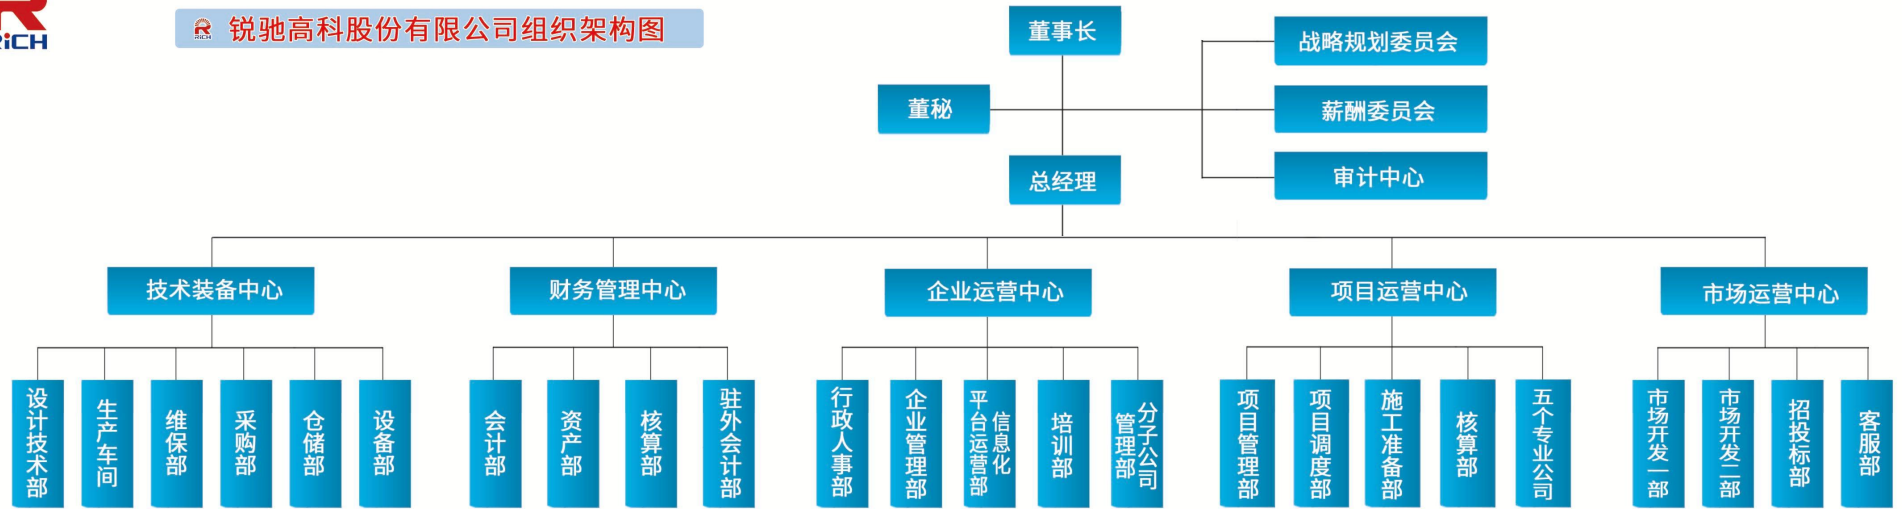 RiCH
RiCH
锐驰高科股份有限公司组织架构图
董事长
战略规划委员会
董秘
薪酬委员会
总经理
审计中心
技术装备中心
财务管理中心
企业运营中心
项目运营中心
市场运营中心
设计技术部
生产车间
维保部
采购部
仓储部
设备部
会计部
资产部
核算部
驻外会计部
行政人事部
企业管理部
信息化
平台运营部
培训部
分子公司
管理部
项目管理部
项目调度部
施工准备部
核算部
五个专业公司
市场开发一部
市场开发二部
招投标部
客服部